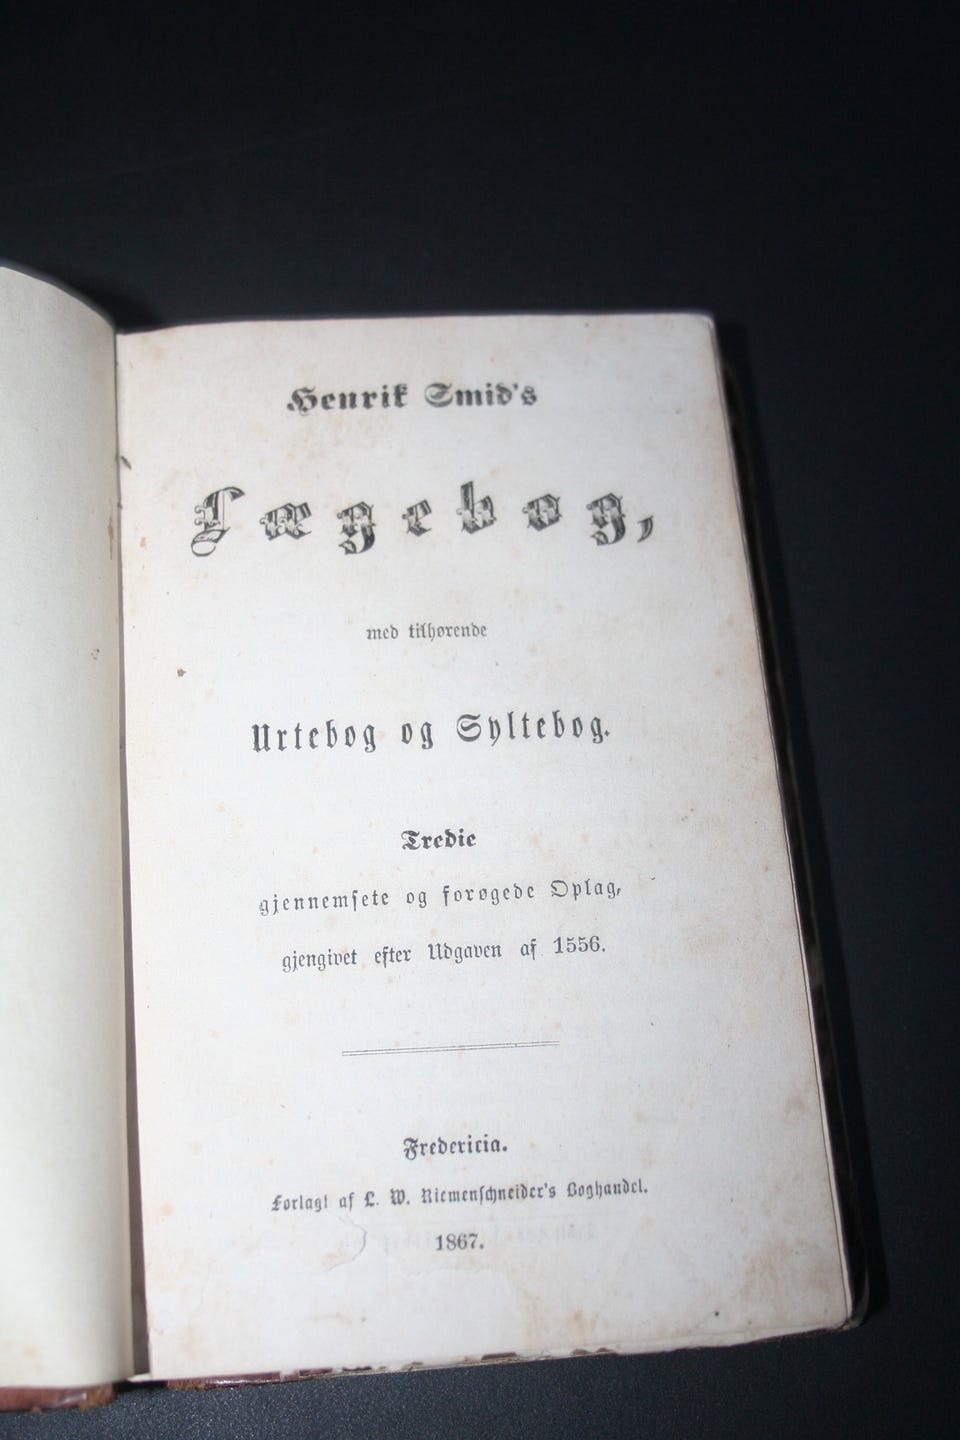 Henrik Smid's
Lægebog,
med tilhørende
Urtebog og Syltebog.
Tredie
gjennemsete og forøgede Oplag,
gjengivet efter Udgaven af 1556.
Fredericia.
Forlagt af L. W. Riemenschneider's Boghandel.
1867.